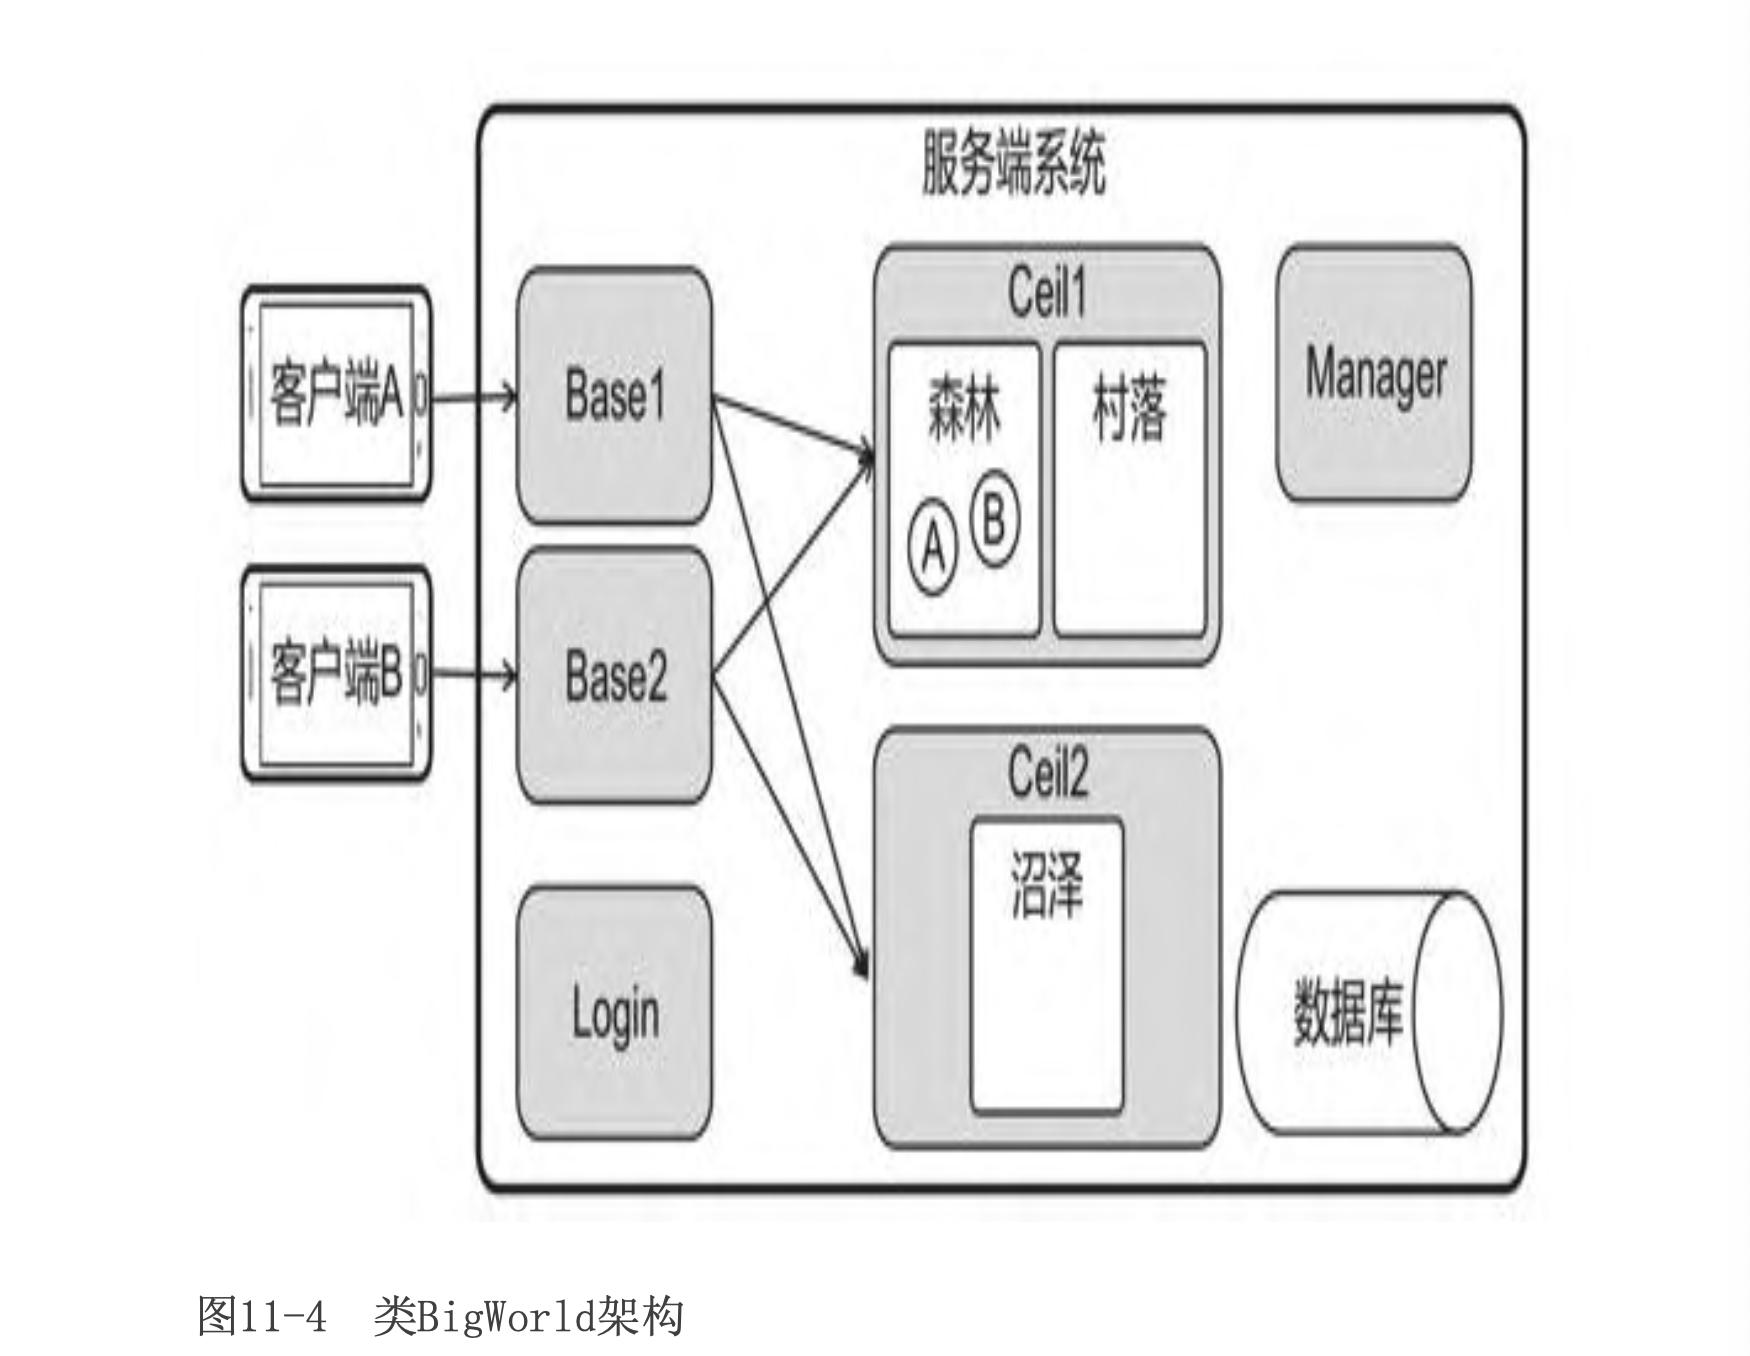 服务端系统
客户端A
Base1
Ceil1
森林
A
B
村落
Manager
客户端B
Base2
Login
Ceil2
沼泽
数据库
图11-4 类BigWorld架构